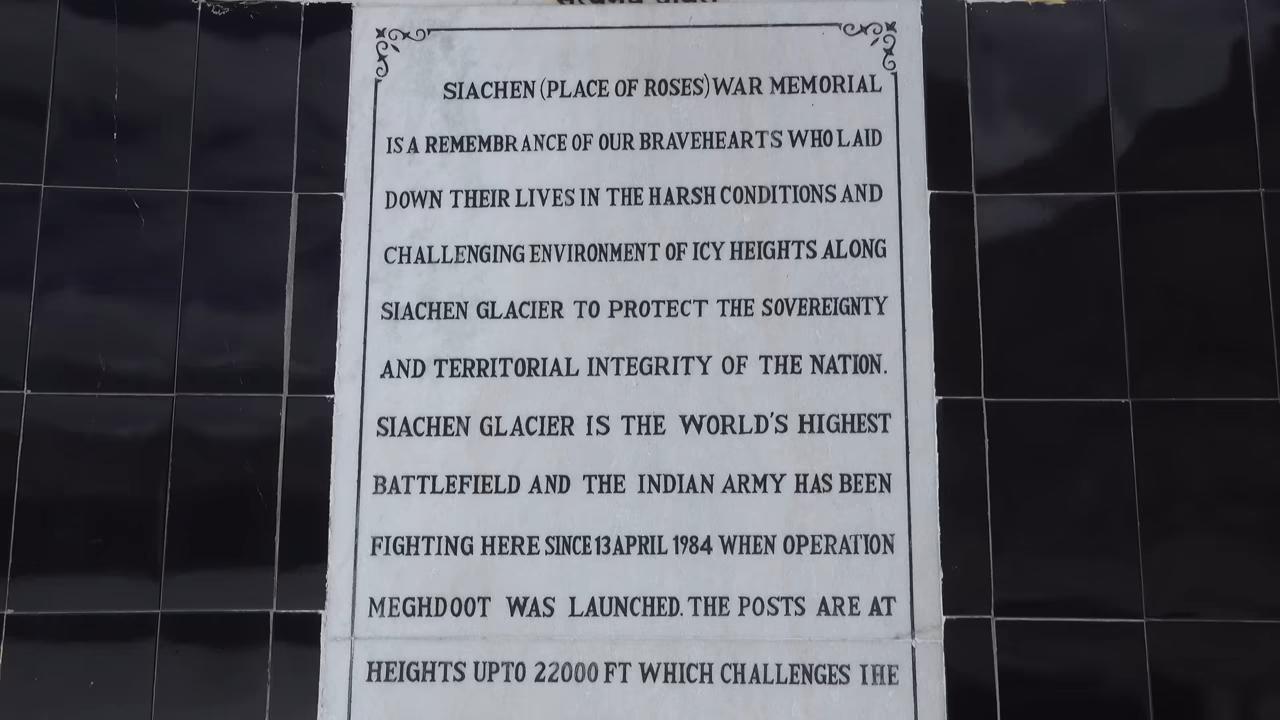 SIACHEN (PLACE OF ROSES) WAR MEMORIAL
IS A REMEMBRANCE OF OUR BRAVEHEARTS WHO LAID
DOWN THEIR LIVES IN THE HARSH CONDITIONS AND
CHALLENGING ENVIRONMENT OF ICY HEIGHTS ALONG
SIACHEN GLACIER TO PROTECT THE SOVEREIGNTY
AND TERRITORIAL INTEGRITY OF THE NATION.
SIACHEN GLACIER IS THE WORLD'S HIGHEST
BATTLEFIELD AND THE INDIAN ARMY HAS BEEN
FIGHTING HERE SINCE 13 APRIL 1984 WHEN OPERATION
MEGHDOOT WAS LAUNCHED. THE POSTS ARE AT
HEIGHTS UPTO 22000 FT WHICH CHALLENGES THE